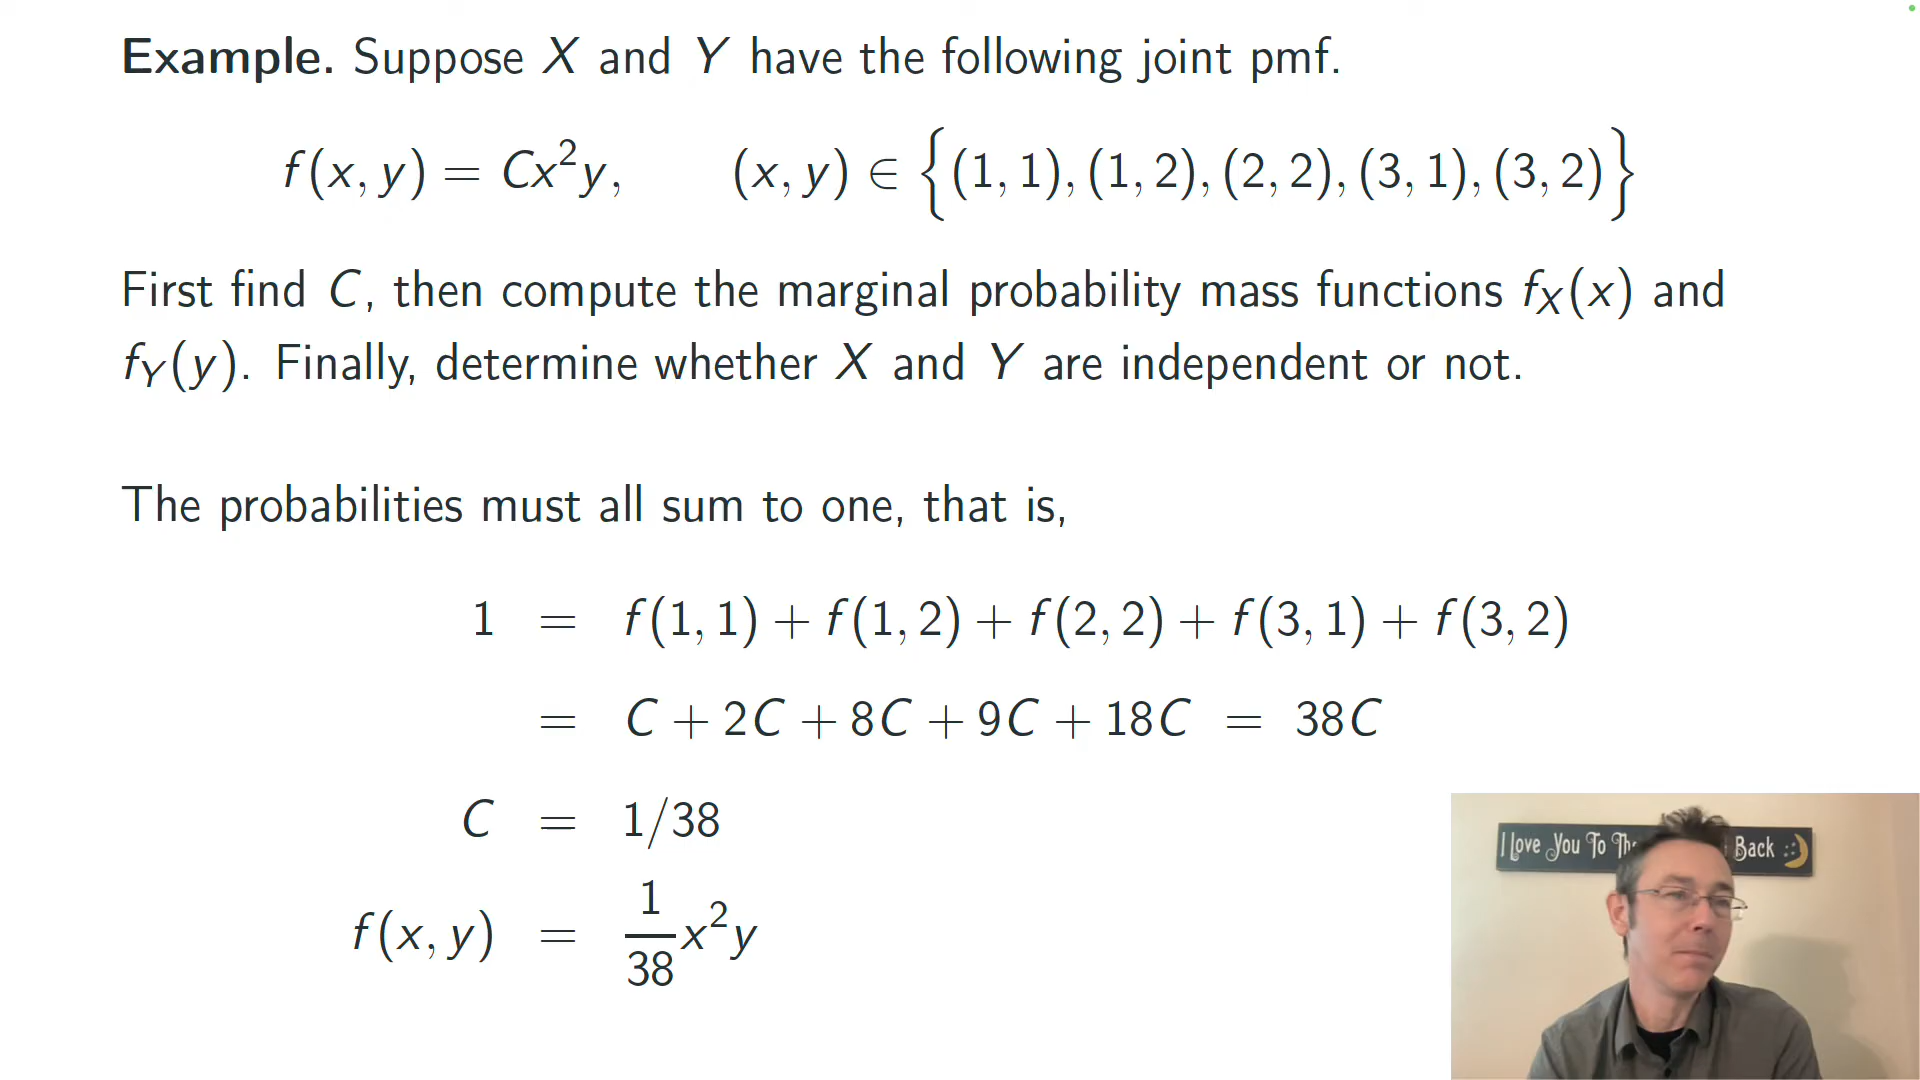 Example. Suppose X and Y have the following joint pmf.
f(x, y) = Cx²y, (x, y) ∈ {(1, 1), (1, 2), (2, 2), (3, 1), (3, 2)}
First find C, then compute the marginal probability mass functions f_X(x) and
f_Y(y). Finally, determine whether X and Y are independent or not.
The probabilities must all sum to one, that is,
1 = f(1, 1) + f(1, 2) + f(2, 2) + f(3, 1) + f(3, 2)
= C + 2C + 8C + 9C + 18C = 38C
C = 1/38
f(x, y) = \frac{1}{38}x²y
I Love You To Back